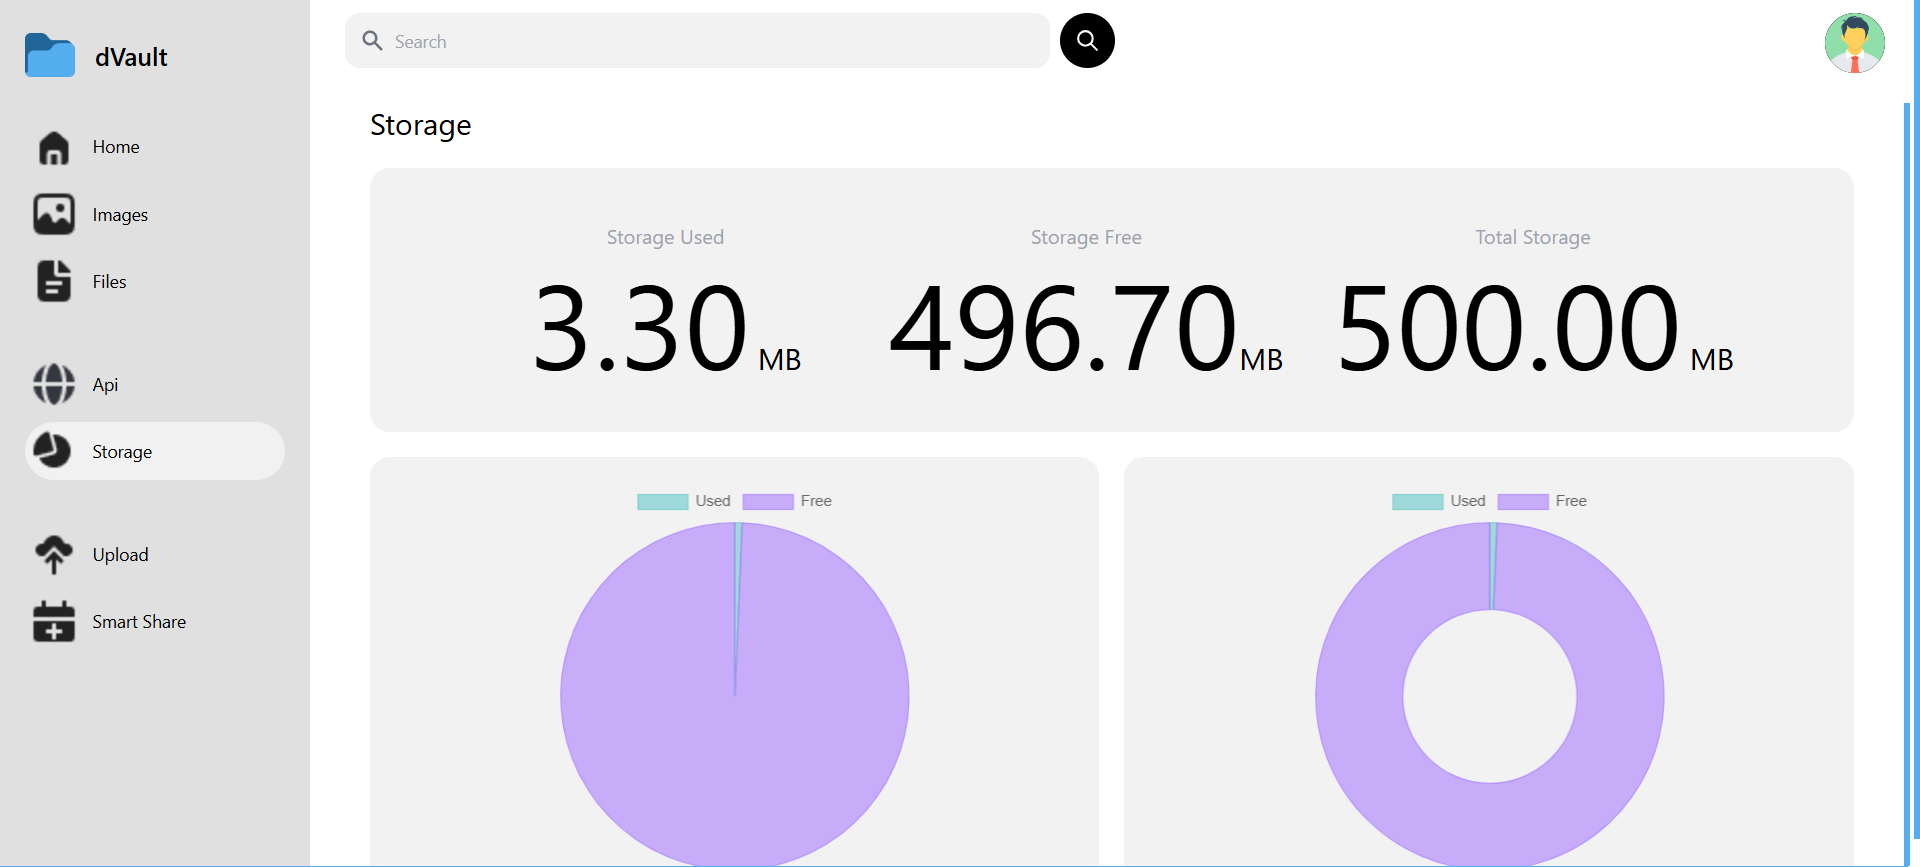 dVault
Home
Images
Files
Api
Storage
Upload
Smart Share
Search
Storage
Storage Used
3.30 MB
Storage Free
496.70 MB
Total Storage
500.00 MB
Used Free
Used Free